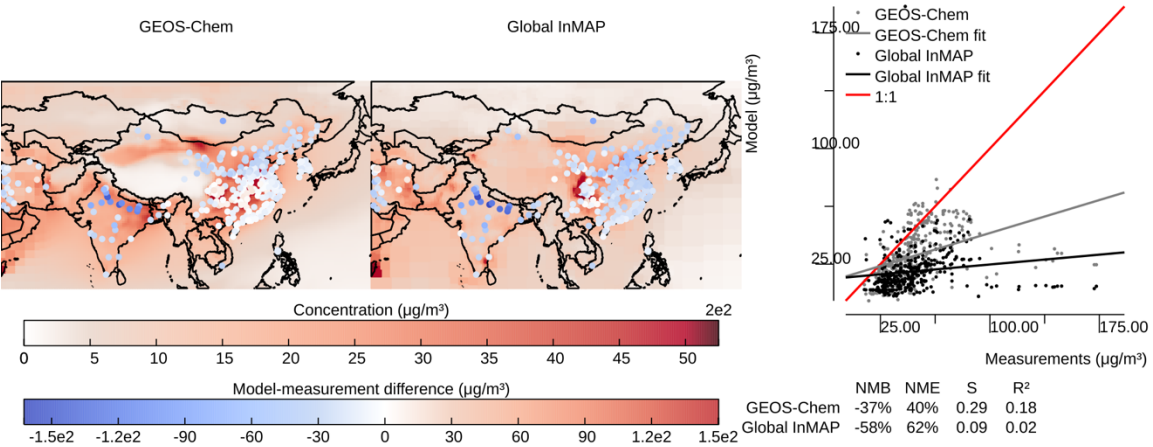 GEOS-Chem
Global InMAP
Concentration (µg/m³)
2e2
0 5 10 15 20 25 30 35 40 45 50
Model-measurement difference (µg/m³)
-1.5e2 -1.2e2 -90 -60 -30 0 30 60 90 1.2e2 1.5e2
Model (µg/m³)
175.00
100.00
25.00
GEOS-Chem
GEOS-Chem fit
Global InMAP
Global InMAP fit
1:1
25.00 100.00 175.00
Measurements (µg/m³)
NMB NME S R²
GEOS-Chem -37% 40% 0.29 0.18
Global InMAP -58% 62% 0.09 0.02